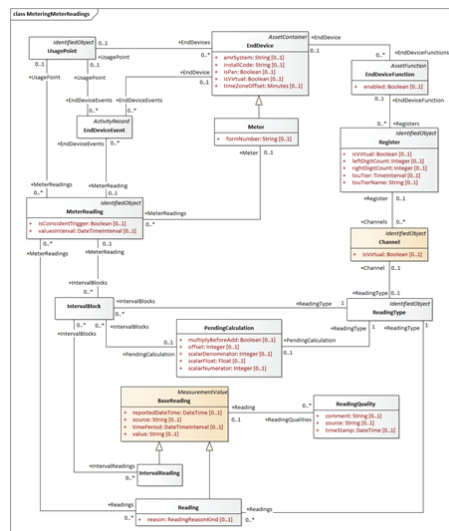 class MeteringMeterReadings
IdentifiedObject
UsagePoint
AssetContainer
EndDevice
+ amrSystem: String [0..1]
+ installCode: String [0..1]
+ isPan: Boolean [0..1]
+ isVirtual: Boolean [0..1]
+ timeZoneOffset: Minutes [0..1]
AssetFunction
EndDeviceFunction
+ enabled: Boolean [0..1]
+EndDevices
0..*
+EndDevice
0..1
+EndDeviceFunctions
0..*
+UsagePoint
0..1
+UsagePoint
0..1
+EndDevice
0..1
+EndDeviceEvents
0..*
+EndDeviceEvents
0..*
ActivityRecord
EndDeviceEvent
+EndDeviceEvents
0..*
Meter
+ formNumber: String [0..1]
+Meter
0..1
+EndDeviceFunction
0..1
+Registers
0..*
IdentifiedObject
Register
+ isVirtual: Boolean [0..1]
+ leftDigitCount: Integer [0..1]
+ rightDigitCount: Integer [0..1]
+ touTier: TimeInterval [0..1]
+ touTierName: String [0..1]
+MeterReadings
0..*
+MeterReading
0..1
IdentifiedObject
MeterReading
+ isCoincidentTrigger: Boolean [0..1]
+ valuesInterval: DateTimeInterval [0..1]
+MeterReadings
0..*
+Register
0..1
+Channels
0..*
IdentifiedObject
Channel
+ isVirtual: Boolean [0..1]
+Channel
0..1
+MeterReadings
0..*
+MeterReading
0..1
+IntervalBlocks
0..*
IntervalBlock
+IntervalBlocks
0..*
+ReadingType
1
+ReadingType
0..1
IdentifiedObject
ReadingType
+IntervalBlocks
0..*
+IntervalBlocks
0..*
+PendingCalculation
0..1
PendingCalculation
+ multiplyBeforeAdd: Boolean [0..1]
+ offset: Integer [0..1]
+ scalarDenominator: Integer [0..1]
+ scalarFloat: Float [0..1]
+ scalarNumerator: Integer [0..1]
+ReadingType
1
+ReadingType
1
+PendingCalculation
0..1
MeasurementValue
BaseReading
+ reportedDateTime: DateTime [0..1]
+ source: String [0..1]
+ timePeriod: DateTimeInterval [0..1]
+ value: String [0..1]
+Reading
0..1
+ReadingQualities
0..*
ReadingQuality
+ comment: String [0..1]
+ source: String [0..1]
+ timeStamp: DateTime [0..1]
+IntervalReadings
0..*
IntervalReading
+Readings
0..*
Reading
+ reason: ReadingReasonKind [0..1]
+Readings
0..*